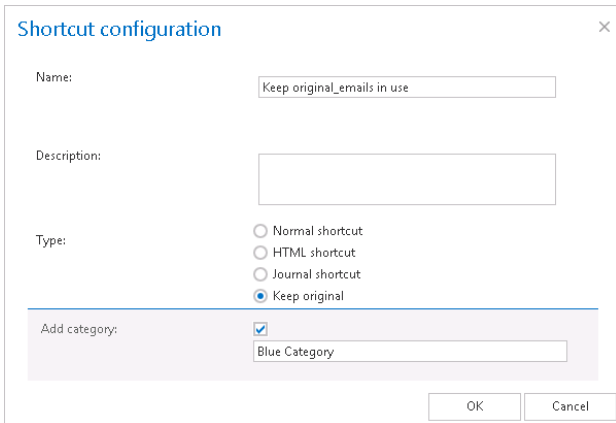 Shortcut configuration
Name:
Keep original_emails in use
Description:
Type:
Normal shortcut
HTML shortcut
Journal shortcut
Keep original
Add category:
Blue Category
OK
Cancel